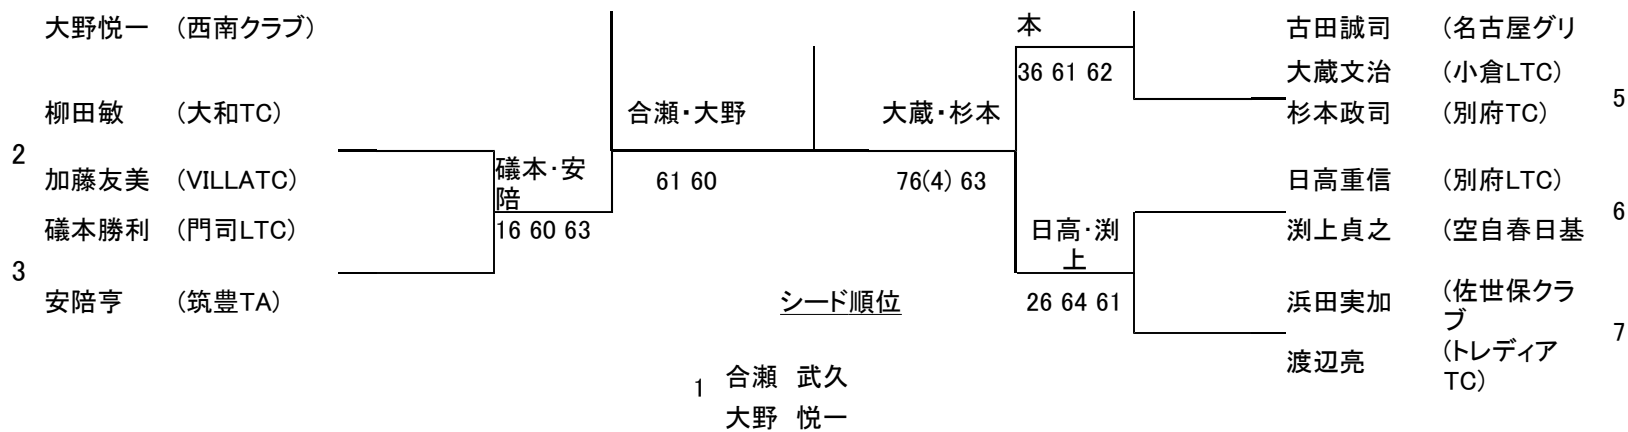 大野悦一 (西南クラブ)
本
古田誠司 (名古屋グリ
36 61 62
大蔵文治 (小倉LTC)
5
柳田敏 (大和TC)
合瀬・大野
大蔵・杉本
杉本政司 (別府TC)
2
加藤友美 (VILLATC)
礒本・安
陪
61 60
76(4) 63
日高重信 (別府LTC)
6
礒本勝利 (門司LTC)
16 60 63
日高・渕
上
渕上貞之 (空自春日基
3
安陪亨 (筑豊TA)
シード順位
26 64 61
浜田実加 (佐世保クラ
ブ
7
渡辺亮 (トレディア
TC)
1 合瀬 武久
大野 悦一